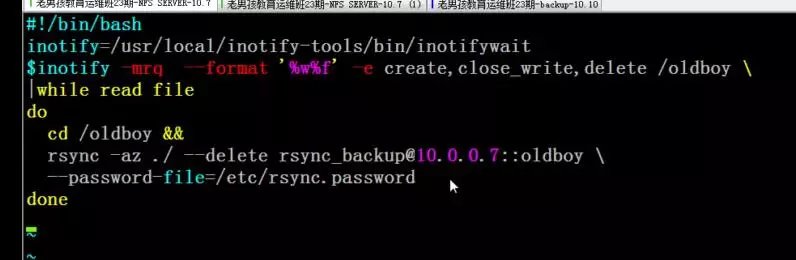 老男孩教育运维班23期-NFS SERVER-10.7 老男孩教育运维班23期-NFS SERVER-10.7 (1) 老男孩教育运维班23期-backup-10.10
#!/bin/bash
inotify=/usr/local/inotify-tools/bin/inotifywait
$inotify -mrq --format '%w%f' -e create,close_write,delete /oldboy \
|while read file
do
cd /oldboy &&
rsync -az ./ --delete rsync_backup@10.0.0.7::oldboy \
--password-file=/etc/rsync.password
done
~
~